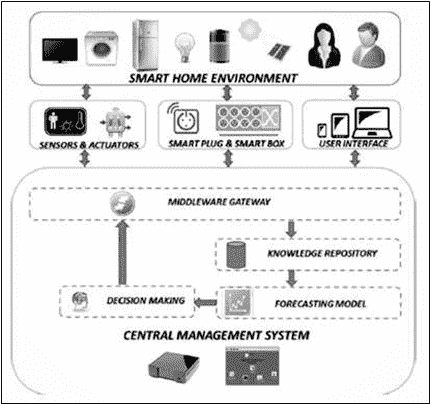 SMART HOME ENVIRONMENT
SENSORS & ACTUATORS
SMART PLUG & SMART BOX
USER INTERFACE
MIDDLEWARE GATEWAY
KNOWLEDGE REPOSITORY
DECISION MAKING
FORECASTING MODEL
CENTRAL MANAGEMENT SYSTEM